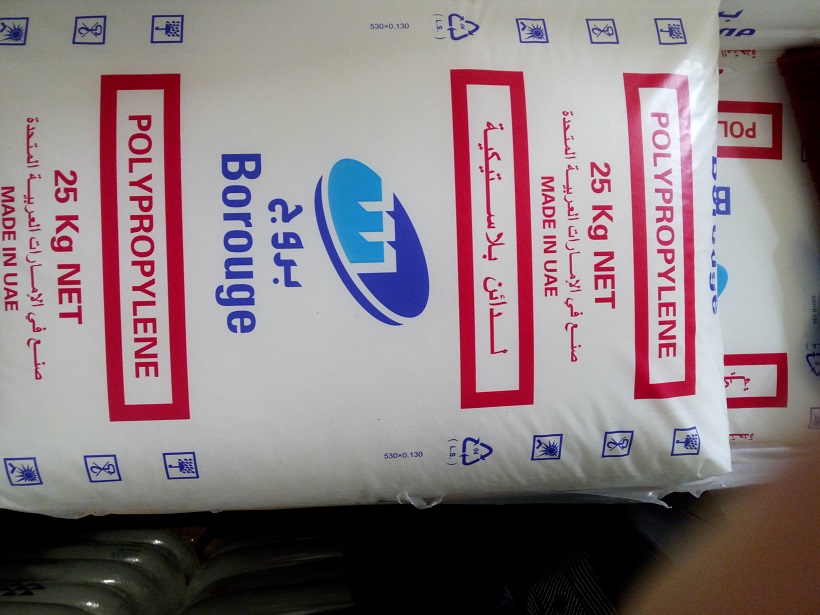 POLYPROPYLENE
25 Kg NET
صنع في الإمارات العربية المتحدة
MADE IN UAE
لدائن بلاستيكية
(L.S.)
(L.S.)
530×0.130
530×0.130
بروج
Borouge
POLYPROPYLENE
25 Kg NET
صنع في الإمارات العربية المتحدة
MADE IN UAE